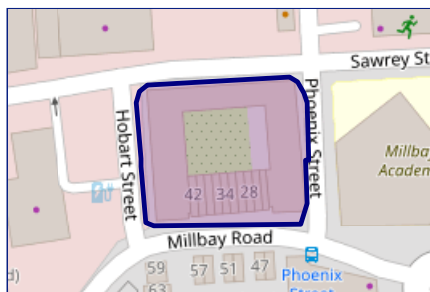 Sawrey St
Hobart Street
Phoenix Street
Millbay
Academ
42 34 28
Millbay Road
59 57 51 47
63
Phoenix
Street
d)